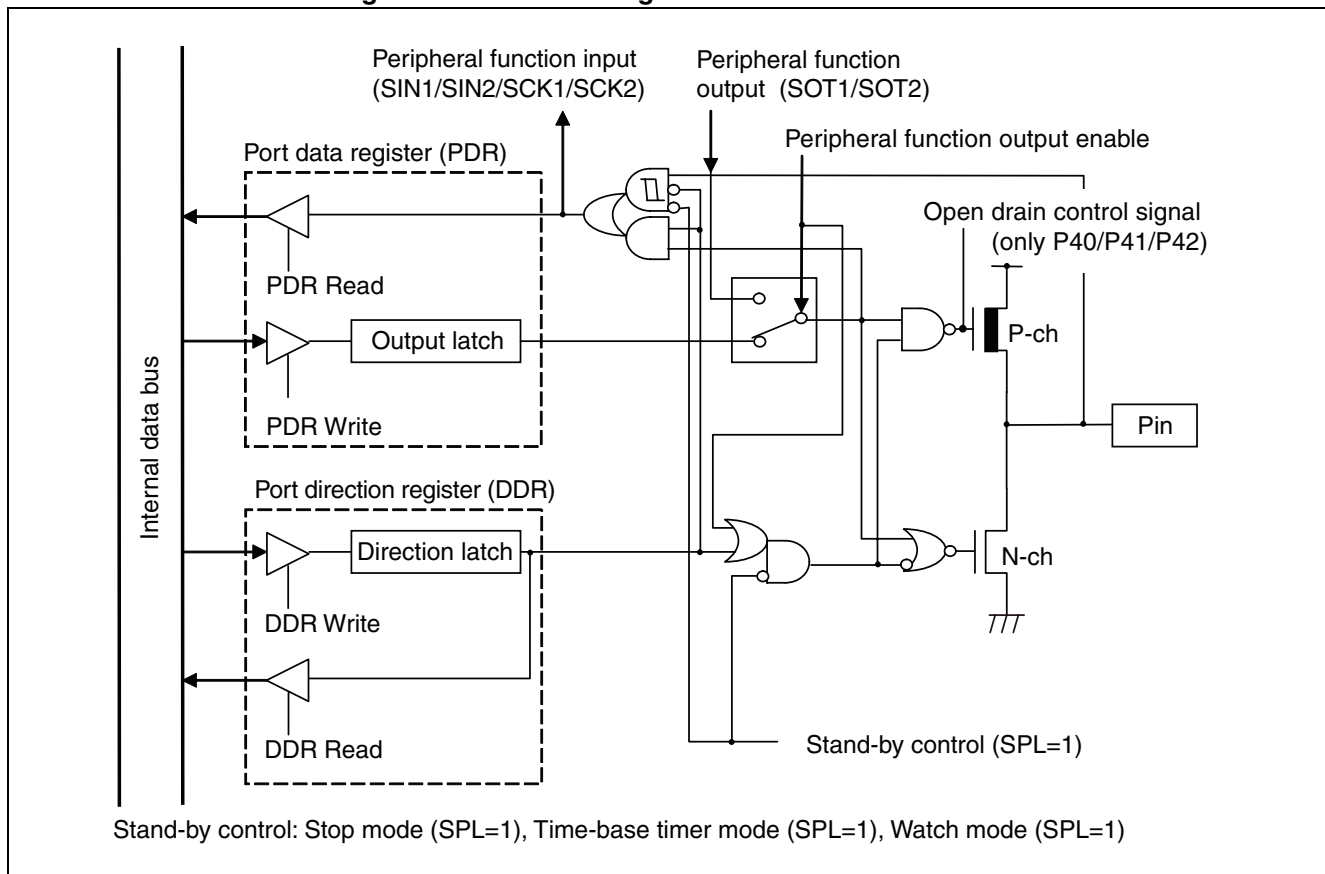 Peripheral function input
(SIN1/SIN2/SCK1/SCK2)
Peripheral function
output (SOT1/SOT2)
Peripheral function output enable
Port data register (PDR)
Open drain control signal
(only P40/P41/P42)
PDR Read
P-ch
Output latch
Internal data bus
PDR Write
Pin
Port direction register (DDR)
Direction latch
N-ch
DDR Write
DDR Read
Stand-by control (SPL=1)
Stand-by control: Stop mode (SPL=1), Time-base timer mode (SPL=1), Watch mode (SPL=1)